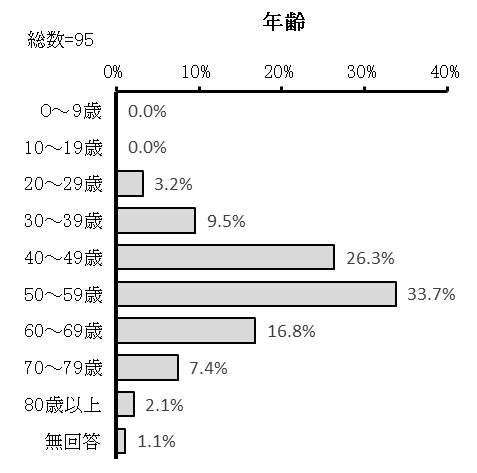 年齢
総数=95
0% 10% 20% 30% 40%
0～9歳 0.0%
10～19歳 0.0%
20～29歳 3.2%
30～39歳 9.5%
40～49歳 26.3%
50～59歳 33.7%
60～69歳 16.8%
70～79歳 7.4%
80歳以上 2.1%
無回答 1.1%